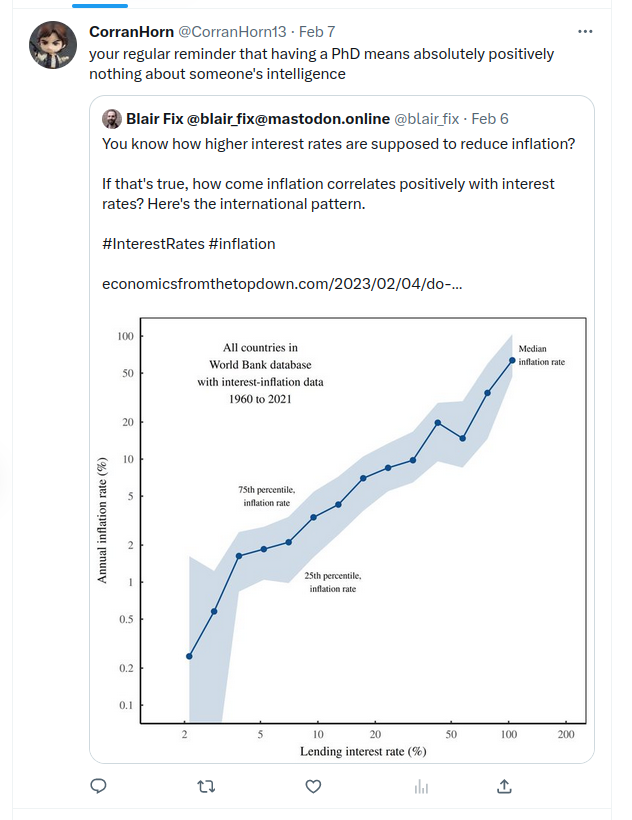 CorranHorn @CorranHorn13 · Feb 7
your regular reminder that having a PhD means absolutely positively
nothing about someone's intelligence
Blair Fix @blair_fix@mastodon.online @blair_fix · Feb 6
You know how higher interest rates are supposed to reduce inflation?
If that's true, how come inflation correlates positively with interest
rates? Here's the international pattern.
#InterestRates #inflation
economicsfromthetopdown.com/2023/02/04/do-...
All countries in
World Bank database
with interest-inflation data
1960 to 2021
Median
inflation rate
75th percentile,
inflation rate
25th percentile,
inflation rate
Annual inflation rate (%)
100
50
20
10
5
2
1
0.5
0.2
0.1
2 5 10 20 50 100 200
Lending interest rate (%)